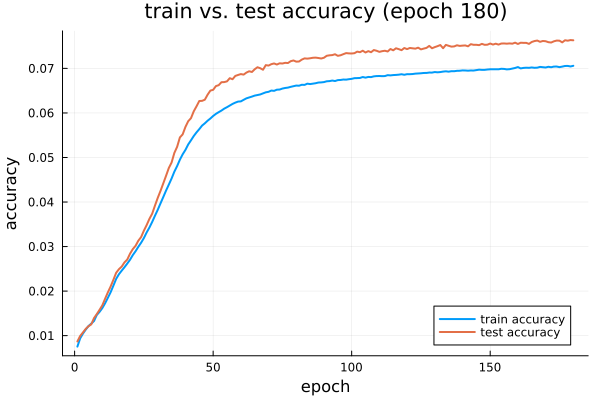 train vs. test accuracy (epoch 180)
accuracy
0.07
0.06
0.05
0.04
0.03
0.02
0.01
train accuracy
test accuracy
0
50
100
150
epoch